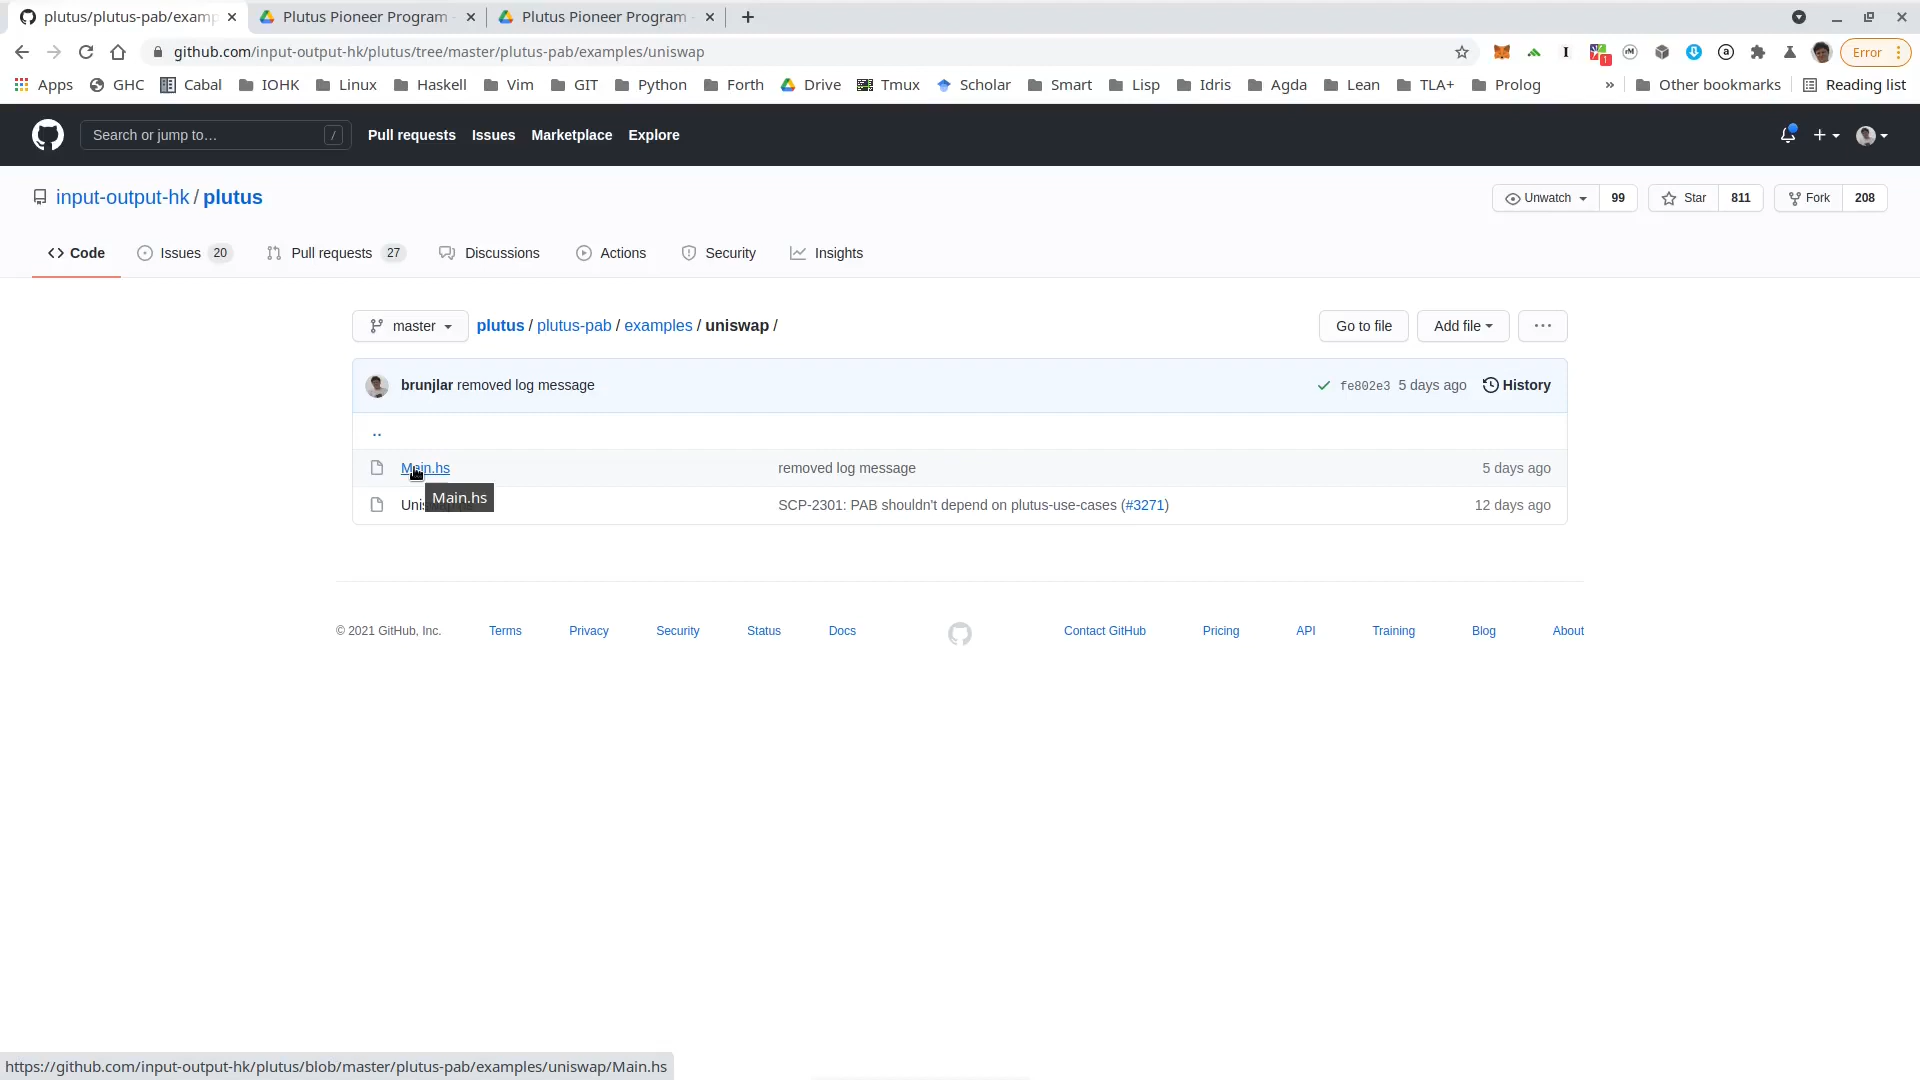 plutus/plutus-pab/examp
Plutus Pioneer Program
Plutus Pioneer Program
github.com/input-output-hk/plutus/tree/master/plutus-pab/examples/uniswap
Error
Apps GHC Cabal IOHK Linux Haskell Vim GIT Python Forth Drive Tmux Scholar Smart Lisp Idris Agda Lean TLA+ Prolog » Other bookmarks Reading list
Search or jump to… / Pull requests Issues Marketplace Explore
input-output-hk / plutus Unwatch 99 Star 811 Fork 208
Code Issues 20 Pull requests 27 Discussions Actions Security Insights
master plutus / plutus-pab / examples / uniswap / Go to file Add file ···
brunjlar removed log message fe802e3 5 days ago History
..
Main.hs removed log message 5 days ago
Main.hs
SCP-2301: PAB shouldn't depend on plutus-use-cases (#3271) 12 days ago
© 2021 GitHub, Inc. Terms Privacy Security Status Docs Contact GitHub Pricing API Training Blog About
https://github.com/input-output-hk/plutus/blob/master/plutus-pab/examples/uniswap/Main.hs